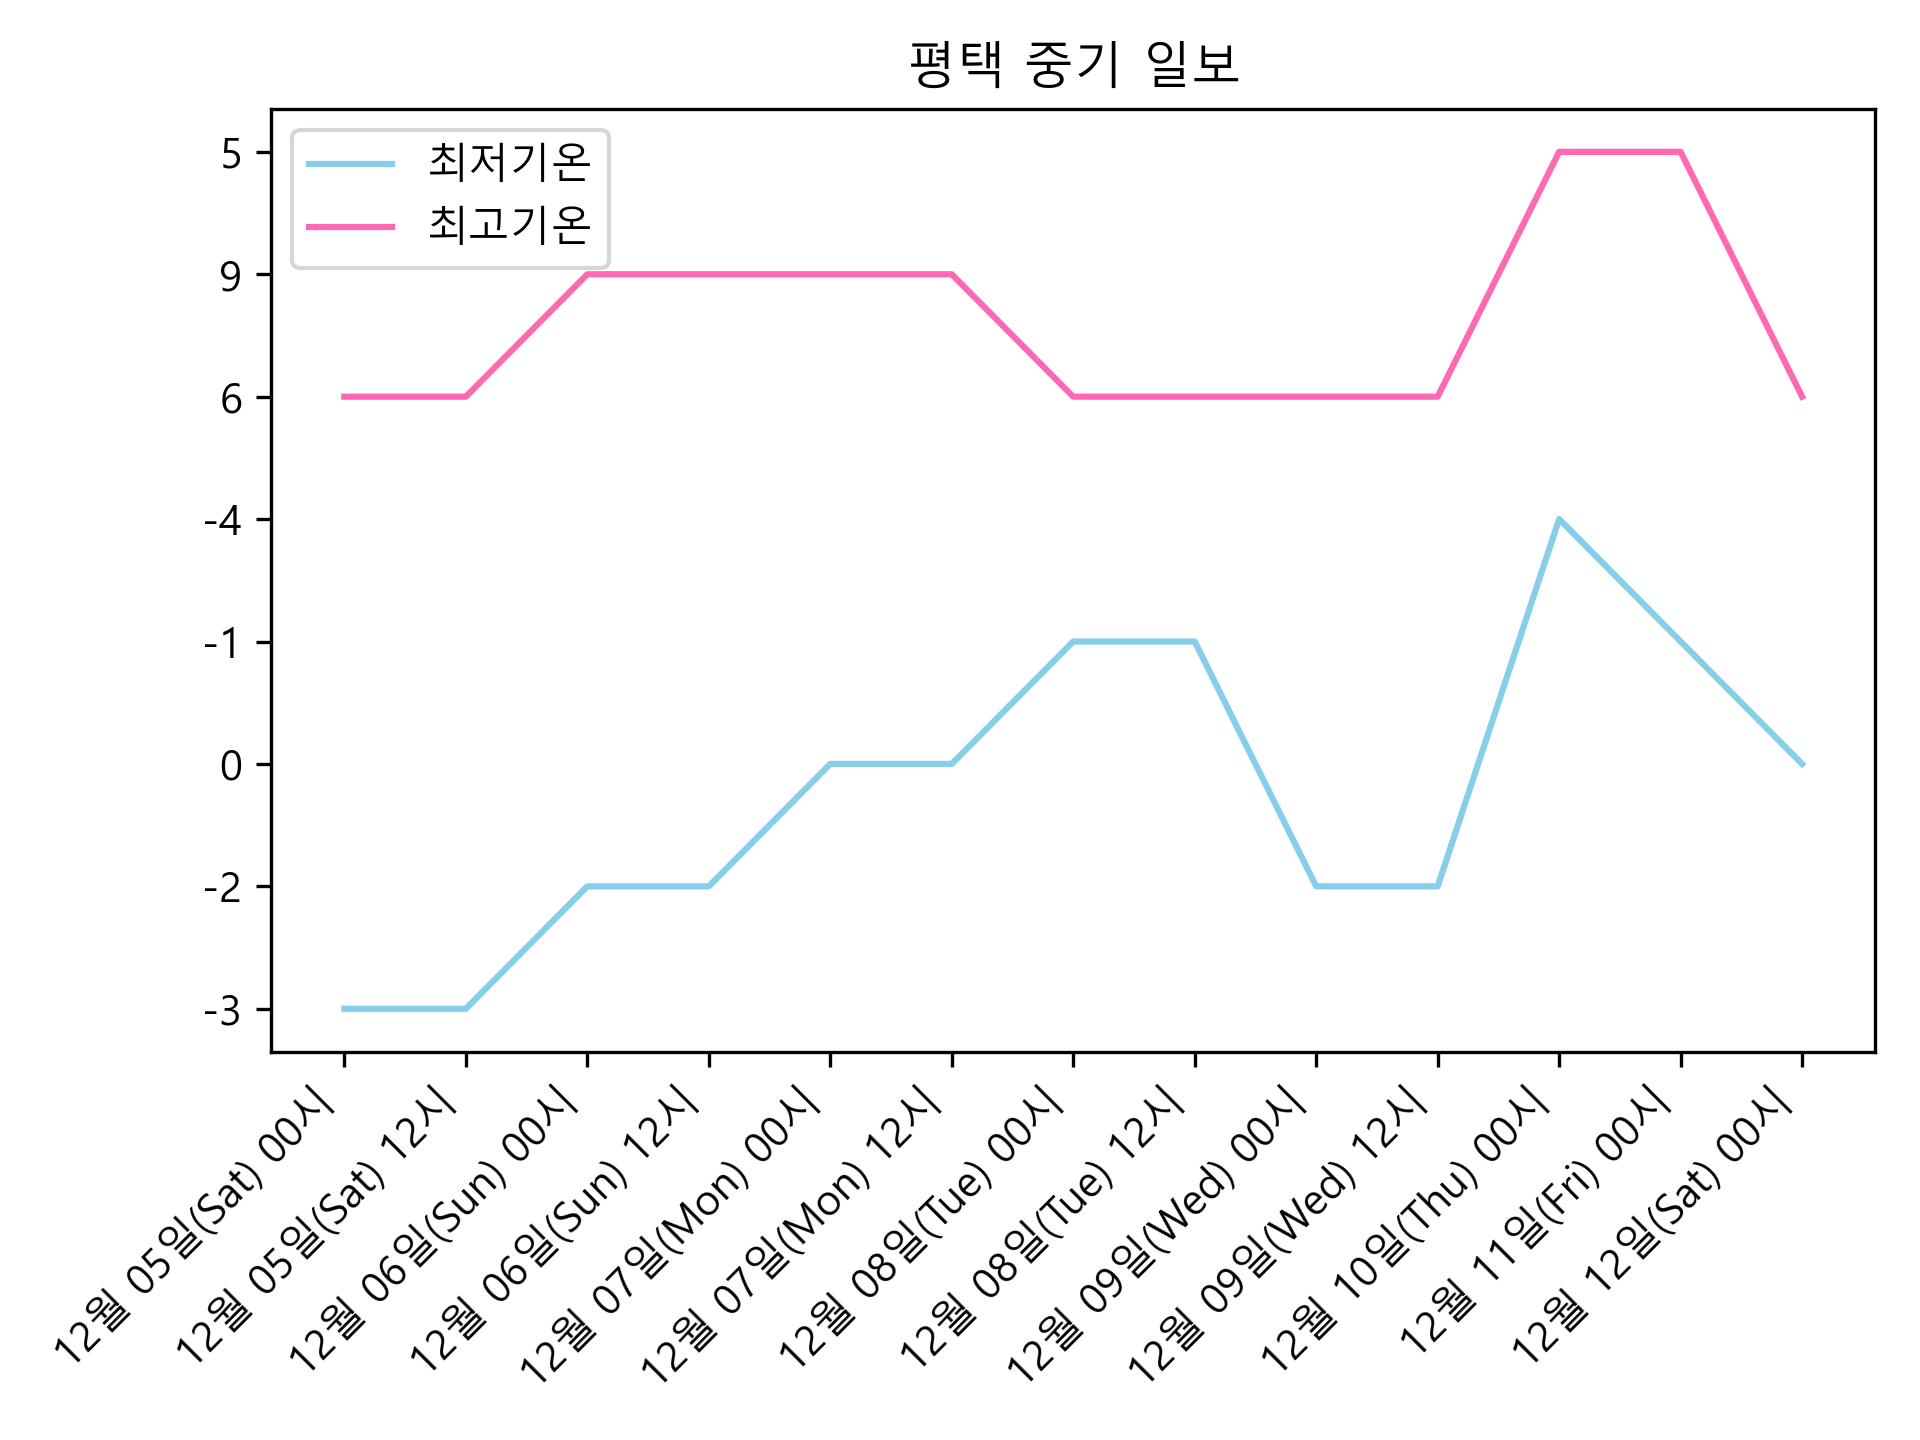 평택 중기 일보
최저기온
최고기온
5
9
6
-4
-1
0
-2
-3
12월 05일(Sat) 00시
12월 05일(Sat) 12시
12월 06일(Sun) 00시
12월 06일(Sun) 12시
12월 07일(Mon) 00시
12월 07일(Mon) 12시
12월 08일(Tue) 00시
12월 08일(Tue) 12시
12월 09일(Wed) 00시
12월 09일(Wed) 12시
12월 10일(Thu) 00시
12월 11일(Fri) 00시
12월 12일(Sat) 00시